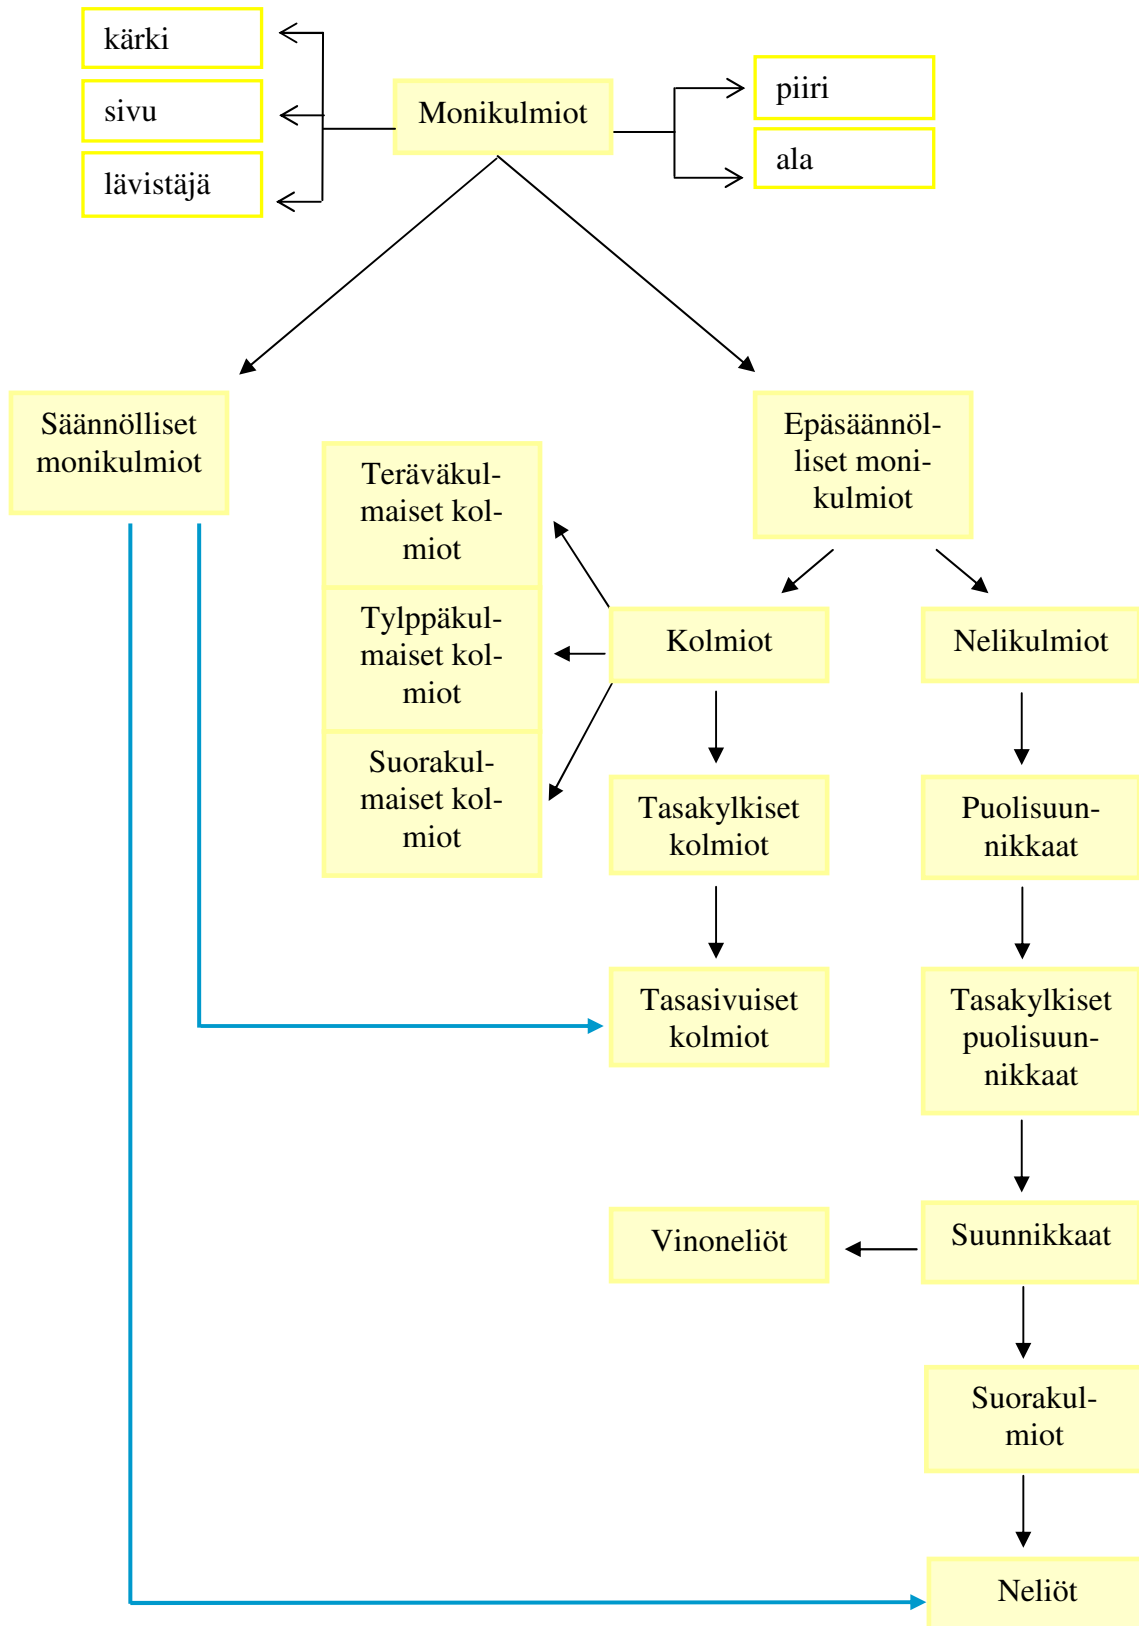 kärki
sivu
lävistäjä
Monikulmiot
piiri
ala
Säännölliset
monikulmiot
Epäsäännöl-
liset moni-
kulmiot
Teräväkul-
maiset kol-
miot
Tylppäkul-
maiset kol-
miot
Suorakul-
maiset kol-
miot
Kolmiot
Nelikulmiot
Tasakylkiset
kolmiot
Puolisuun-
nikkaat
Tasasivuiset
kolmiot
Tasakylkiset
puolisuun-
nikkaat
Vinoneliöt
Suunnikkaat
Suorakul-
miot
Neliöt